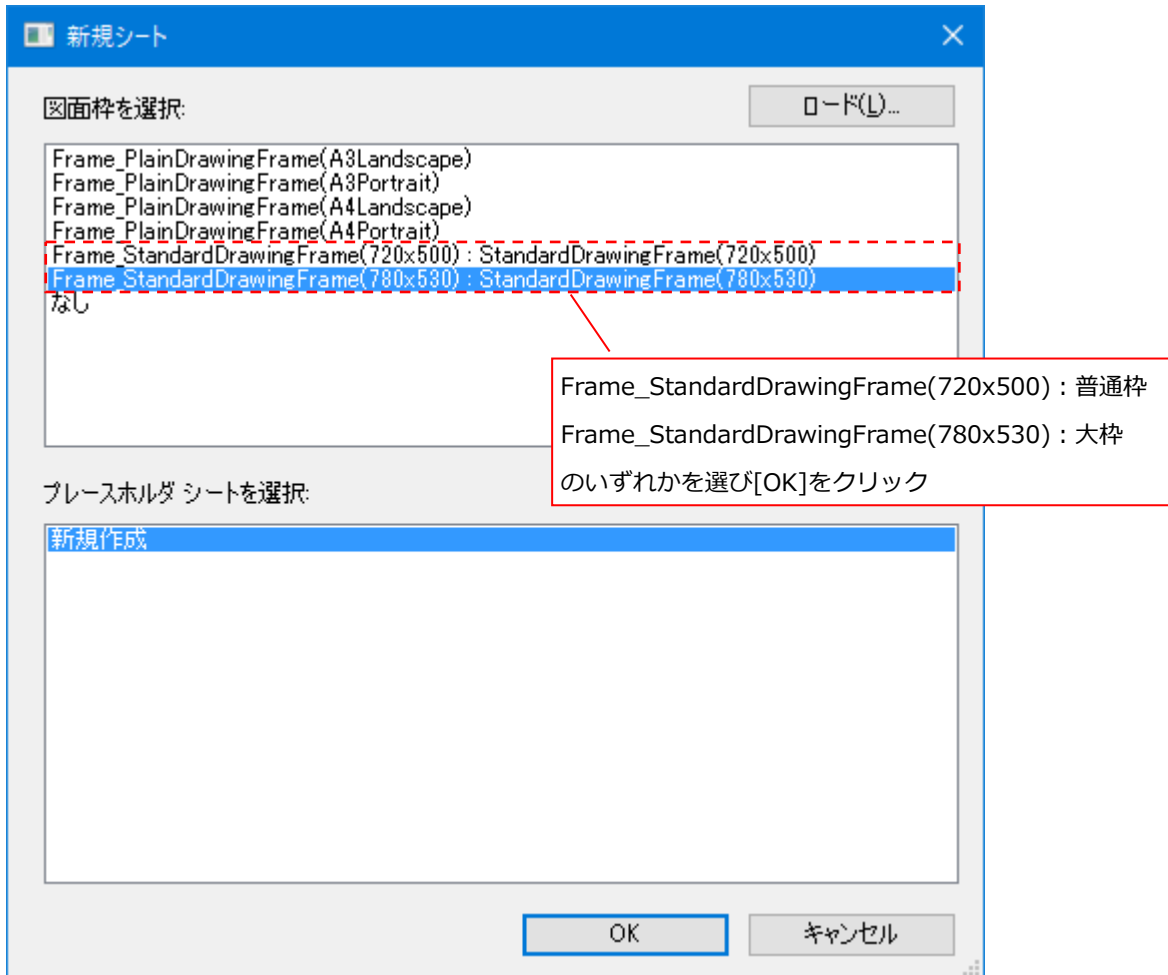 新規シート
図面枠を選択:
ロード(L)...
Frame_PlainDrawingFrame(A3Landscape)
Frame_PlainDrawingFrame(A3Portrait)
Frame_PlainDrawingFrame(A4Landscape)
Frame_PlainDrawingFrame(A4Portrait)
Frame_StandardDrawingFrame(720x500) : StandardDrawingFrame(720x500)
Frame_StandardDrawingFrame(780x530) : StandardDrawingFrame(780x530)
なし
Frame_StandardDrawingFrame(720x500):普通枠
Frame_StandardDrawingFrame(780x530):大枠
のいずれかを選び[OK]をクリック
プレースホルダ シートを選択:
新規作成
OK
キャンセル